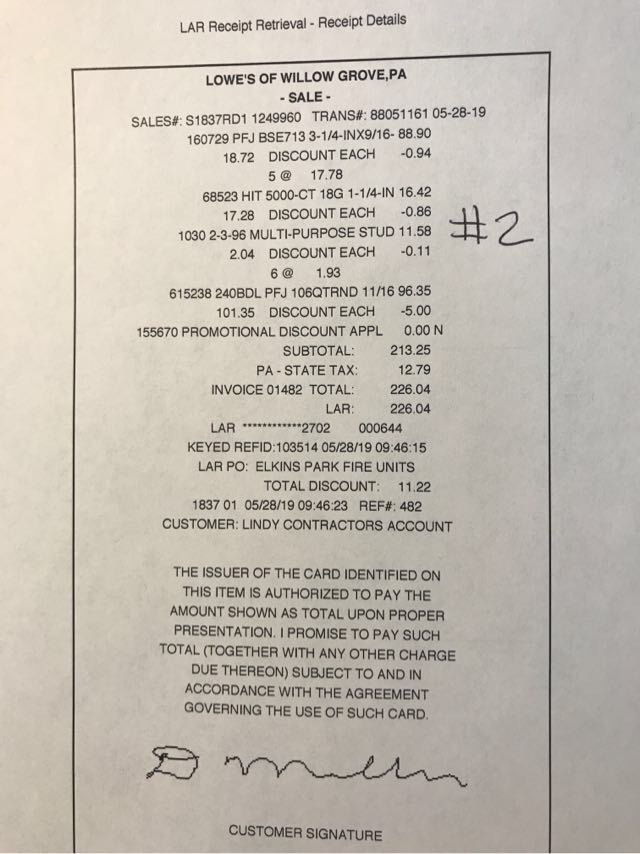 LAR Receipt Retrieval - Receipt Details
LOWE'S OF WILLOW GROVE,PA
- SALE -
SALES#: S1837RD1 1249960 TRANS#: 88051161 05-28-19
160729 PFJ BSE713 3-1/4-INX9/16- 88.90
18.72 DISCOUNT EACH -0.94
5 @ 17.78
68523 HIT 5000-CT 18G 1-1/4-IN 16.42
17.28 DISCOUNT EACH -0.86
#2
1030 2-3-96 MULTI-PURPOSE STUD 11.58
2.04 DISCOUNT EACH -0.11
6 @ 1.93
615238 240BDL PFJ 106QTRND 11/16 96.35
101.35 DISCOUNT EACH -5.00
155670 PROMOTIONAL DISCOUNT APPL 0.00 N
SUBTOTAL: 213.25
PA - STATE TAX: 12.79
INVOICE 01482 TOTAL: 226.04
LAR: 226.04
LAR ************2702 000644
KEYED REFID:103514 05/28/19 09:46:15
LAR PO: ELKINS PARK FIRE UNITS
TOTAL DISCOUNT: 11.22
1837 01 05/28/19 09:46:23 REF#: 482
CUSTOMER: LINDY CONTRACTORS ACCOUNT
THE ISSUER OF THE CARD IDENTIFIED ON
THIS ITEM IS AUTHORIZED TO PAY THE
AMOUNT SHOWN AS TOTAL UPON PROPER
PRESENTATION. I PROMISE TO PAY SUCH
TOTAL (TOGETHER WITH ANY OTHER CHARGE
DUE THEREON) SUBJECT TO AND IN
ACCORDANCE WITH THE AGREEMENT
GOVERNING THE USE OF SUCH CARD.
CUSTOMER SIGNATURE